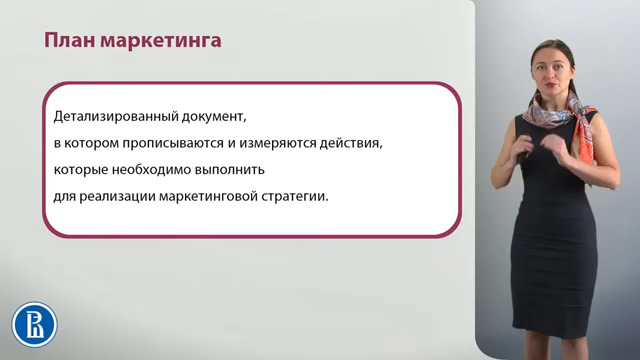 План маркетинга
Детализированный документ,
в котором прописываются и измеряются действия,
которые необходимо выполнить
для реализации маркетинговой стратегии.